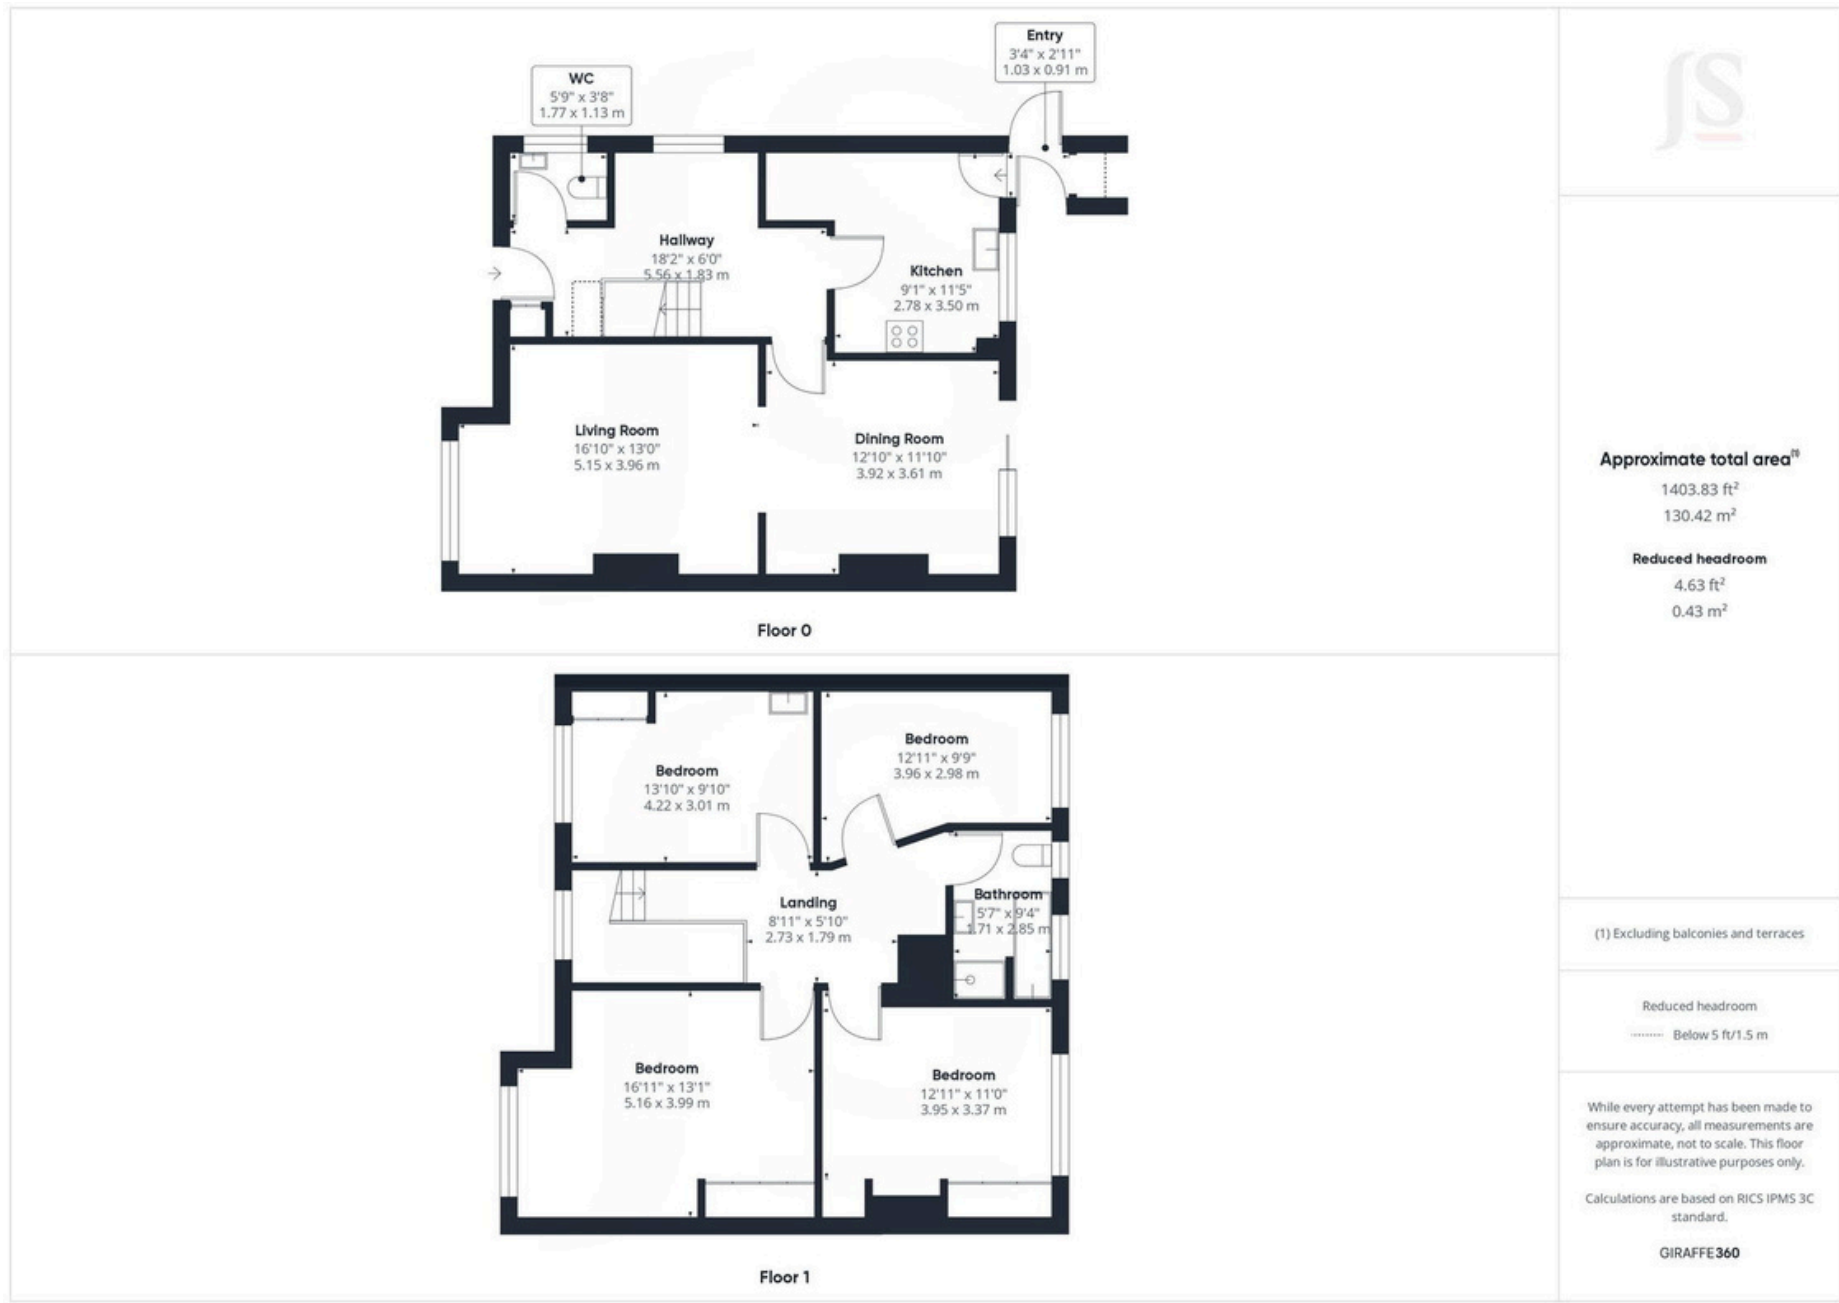 Entry
3'4" x 2'11"
1.03 x 0.91 m
WC
5'9" x 3'8"
1.77 x 1.13 m
Hallway
18'2" x 6'0"
5.56 x 1.83 m
Kitchen
9'1" x 11'5"
2.78 x 3.50 m
Living Room
16'10" x 13'0"
5.15 x 3.96 m
Dining Room
12'10" x 11'10"
3.92 x 3.61 m
Floor 0
Bedroom
13'10" x 9'10"
4.22 x 3.01 m
Bedroom
12'11" x 9'9"
3.96 x 2.98 m
Landing
8'11" x 5'10"
2.73 x 1.79 m
Bathroom
5'7" x 9'4"
1.71 x 2.85 m
Bedroom
16'11" x 13'1"
5.16 x 3.99 m
Bedroom
12'11" x 11'0"
3.95 x 3.37 m
Floor 1
JS
Approximate total area(1)
1403.83 ft²
130.42 m²
Reduced headroom
4.63 ft²
0.43 m²
(1) Excluding balconies and terraces
Reduced headroom
Below 5 ft/1.5 m
While every attempt has been made to
ensure accuracy, all measurements are
approximate, not to scale. This floor
plan is for illustrative purposes only.
Calculations are based on RICS IPMS 3C
standard.
GIRAFFE360